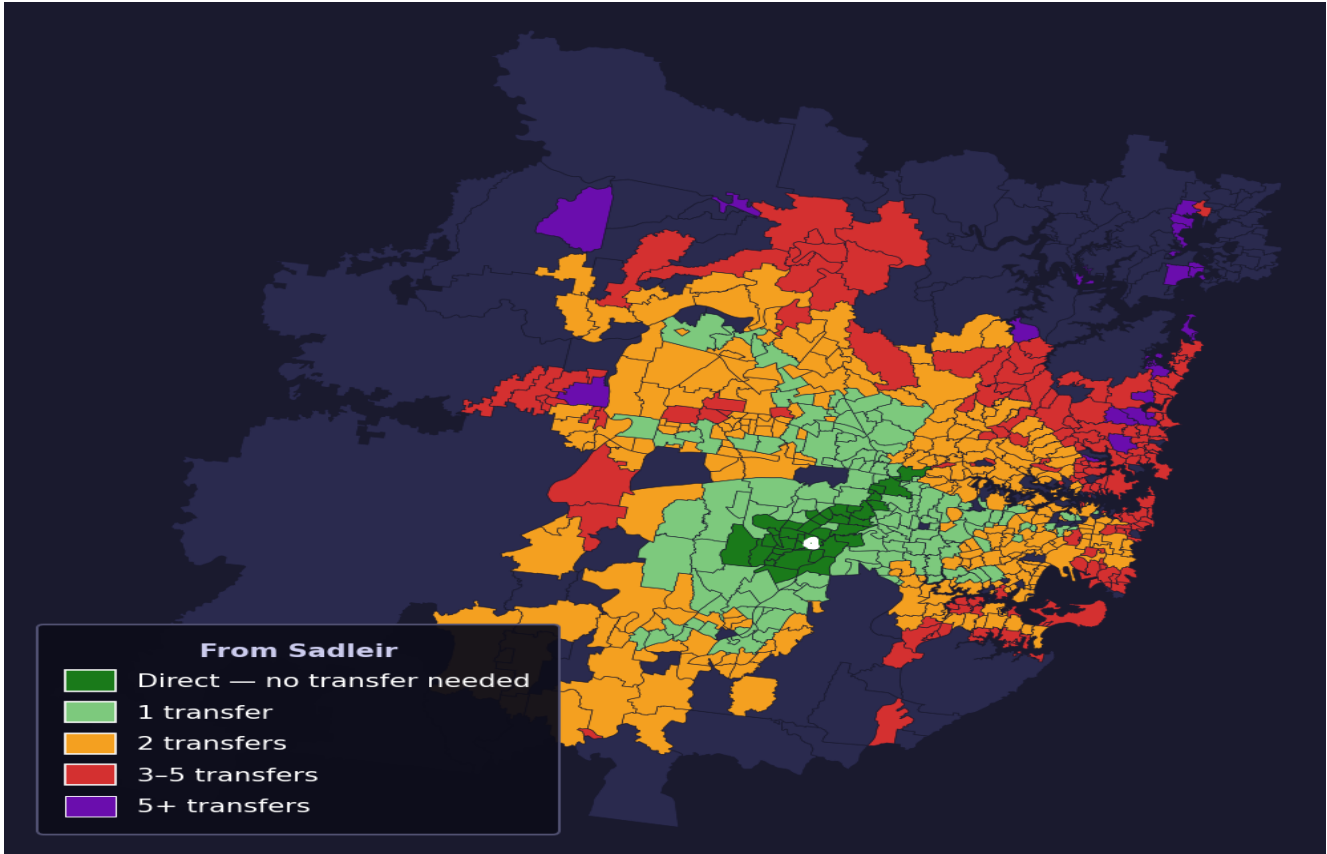 From Sadleir
Direct — no transfer needed
1 transfer
2 transfers
3–5 transfers
5+ transfers